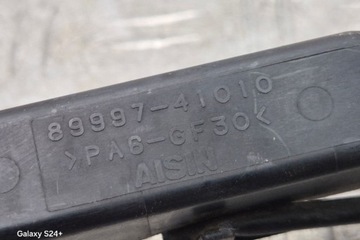 89997-41010
>PA6-GF30<
AISIN
Galaxy S24+